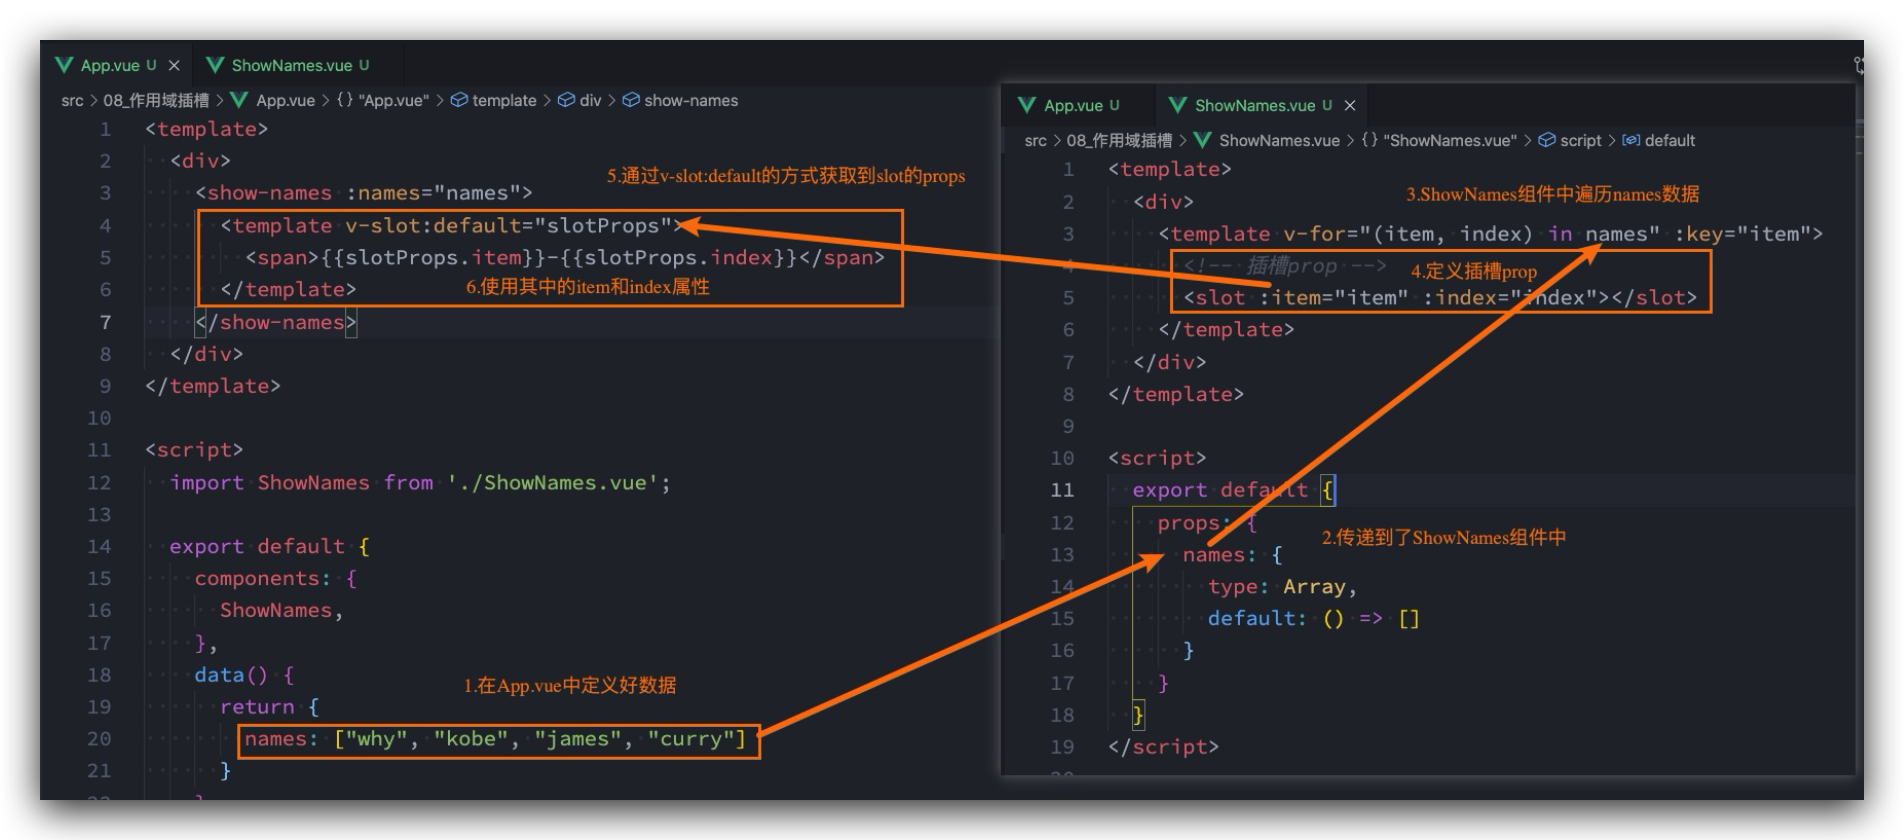 App.vue U ×
ShowNames.vue U
src > 08_作用域插槽 > App.vue > {} "App.vue" > template > div > show-names
1 <template>
2 <div>
3 <show-names :names="names">
5.通过v-slot:default的方式获取到slot的props
4 <template v-slot:default="slotProps">
5 <span>{{slotProps.item}}-{{slotProps.index}}</span>
6 </template>
6.使用其中的item和index属性
7 </show-names>
8 </div>
9 </template>
10
11 <script>
12 import ShowNames from './ShowNames.vue';
13
14 export default {
15 components: {
16 ShowNames,
17 },
18 data() {
1.在App.vue中定义好数据
19 return {
20 names: ["why", "kobe", "james", "curry"]
21 }
App.vue U
ShowNames.vue U ×
src > 08_作用域插槽 > ShowNames.vue > {} "ShowNames.vue" > script > default
1 <template>
2 <div>
3.ShowNames组件中遍历names数据
3 <template v-for="(item, index) in names" :key="item">
4 <!-- 插槽prop -->
4.定义插槽prop
5 <slot :item="item" :index="index"></slot>
6 </template>
7 </div>
8 </template>
9
10 <script>
11 export default {
12 props: {
2.传递到了ShowNames组件中
13 names: {
14 type: Array,
15 default: () => []
16 }
17 }
18 }
19 </script>